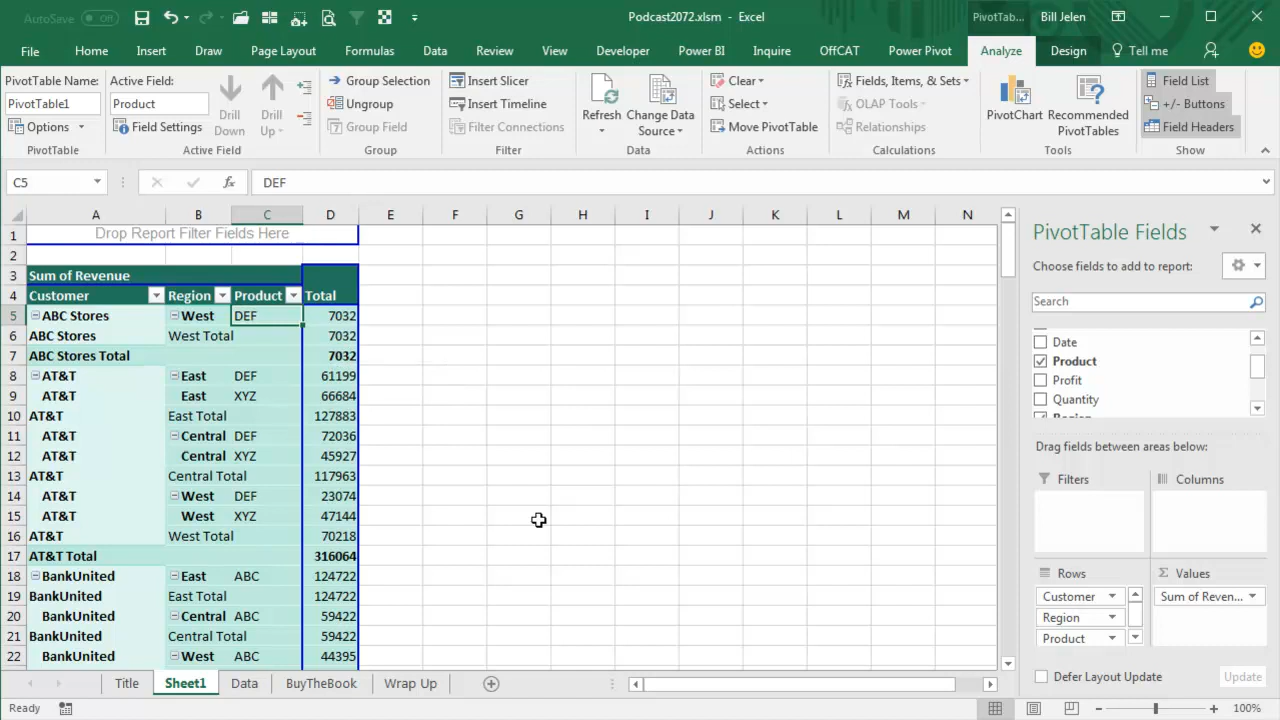 AutoSave Off
Podcast2072.xlsm - Excel
PivotTab... Bill Jelen
File Home Insert Draw Page Layout Formulas Data Review View Developer Power BI Inquire OffCAT Power Pivot Analyze Design Tell me
PivotTable Name: Active Field: Group Selection Insert Slicer Clear Fields, Items, & Sets Field List
PivotTable1 Product Drill Down Drill Up Ungroup Insert Timeline Refresh Change Data Source Select OLAP Tools PivotChart Recommended PivotTables +/- Buttons
Options Field Settings Group Field Filter Connections Move PivotTable Relationships Field Headers
PivotTable Active Field Group Filter Data Actions Calculations Tools Show
C5 fx DEF
A B C D E F G H I J K L M N
1 Drop Report Filter Fields Here
2
3 Sum of Revenue
4 Customer Region Product Total
5 ABC Stores West DEF 7032
6 ABC Stores West Total 7032
7 ABC Stores Total 7032
8 AT&T East DEF 61199
9 AT&T East XYZ 66684
10 AT&T East Total 127883
11 AT&T Central DEF 72036
12 AT&T Central XYZ 45927
13 AT&T Central Total 117963
14 AT&T West DEF 23074
15 AT&T West XYZ 47144
16 AT&T West Total 70218
17 AT&T Total 316064
18 BankUnited East ABC 124722
19 BankUnited East Total 124722
20 BankUnited Central ABC 59422
21 BankUnited Central Total 59422
22 BankUnited West ABC 44395
PivotTable Fields
Choose fields to add to report:
Search
Date
Product
Profit
Quantity
Region
Drag fields between areas below:
Filters Columns
Rows Σ Values
Customer Sum of Reven...
Region
Product
Defer Layout Update Update
Title Sheet1 Data BuyTheBook Wrap Up
Ready 100%